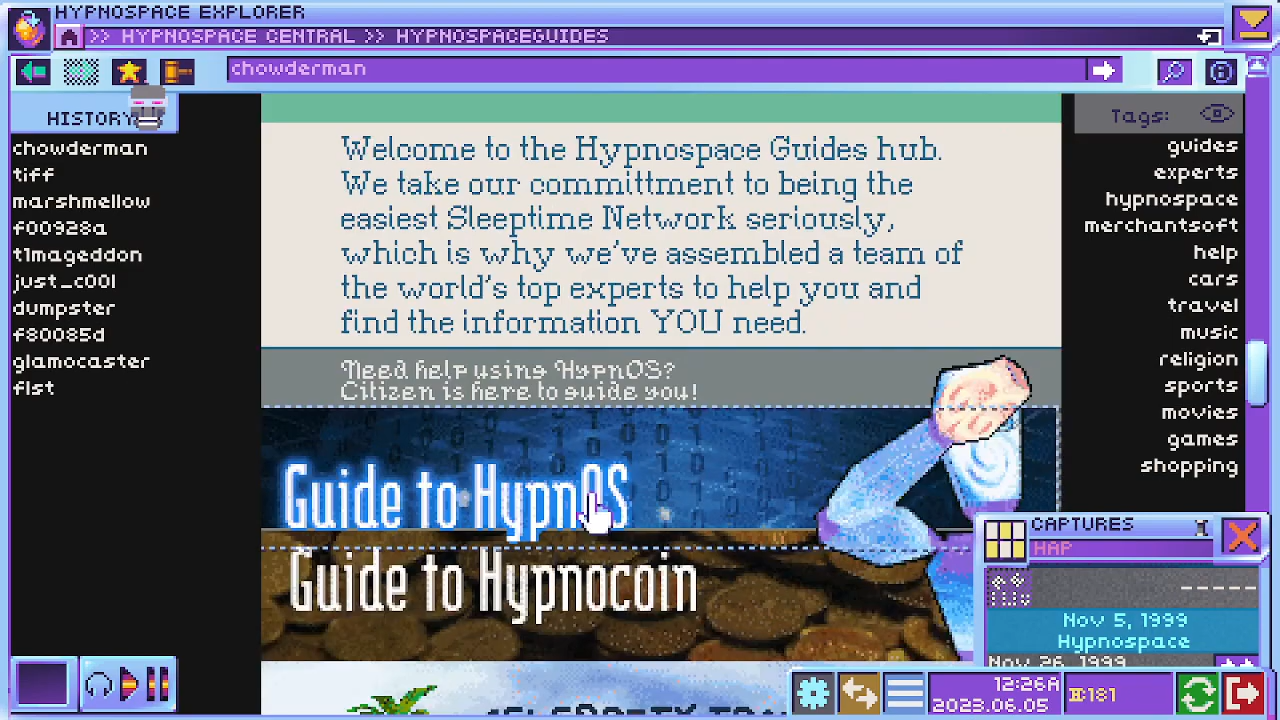 HYPNOSPACE EXPLORER
>> HYPNOSPACE CENTRAL >> HYPNOSPACEGUIDES
chowderman
HISTORY
chowderman
tiff
marshmellow
f00928a
t1mageddon
just_c00l
dumpster
f80085d
glamocaster
fist
Welcome to the Hypnospace Guides hub.
We take our committment to being the
easiest Sleeptime Network seriously,
which is why we've assembled a team of
the world's top experts to help you and
find the information YOU need.
Need help using HypnOS?
Citizen is here to guide you!
Guide to HypnOS
Guide to Hypnocoin
Tags:
guides
experts
hypnospace
merchantsoft
help
cars
travel
music
religion
sports
movies
games
shopping
CAPTURES
HAP
Nov 5, 1999
Hypnospace
Nov 26, 1999
12:26A
2023.06.05
181